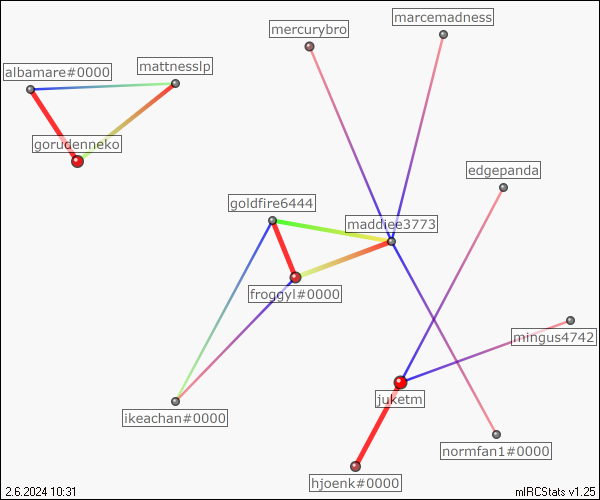 marcemadness
mercurybro
mattnesslp
albamare#0000
gorudenneko
edgepanda
goldfire6444
maddiee3773
froggyl#0000
mingus4742
juketm
ikeachan#0000
normfan1#0000
hjoenk#0000
2.6.2024 10:31
mIRCStats v1.25